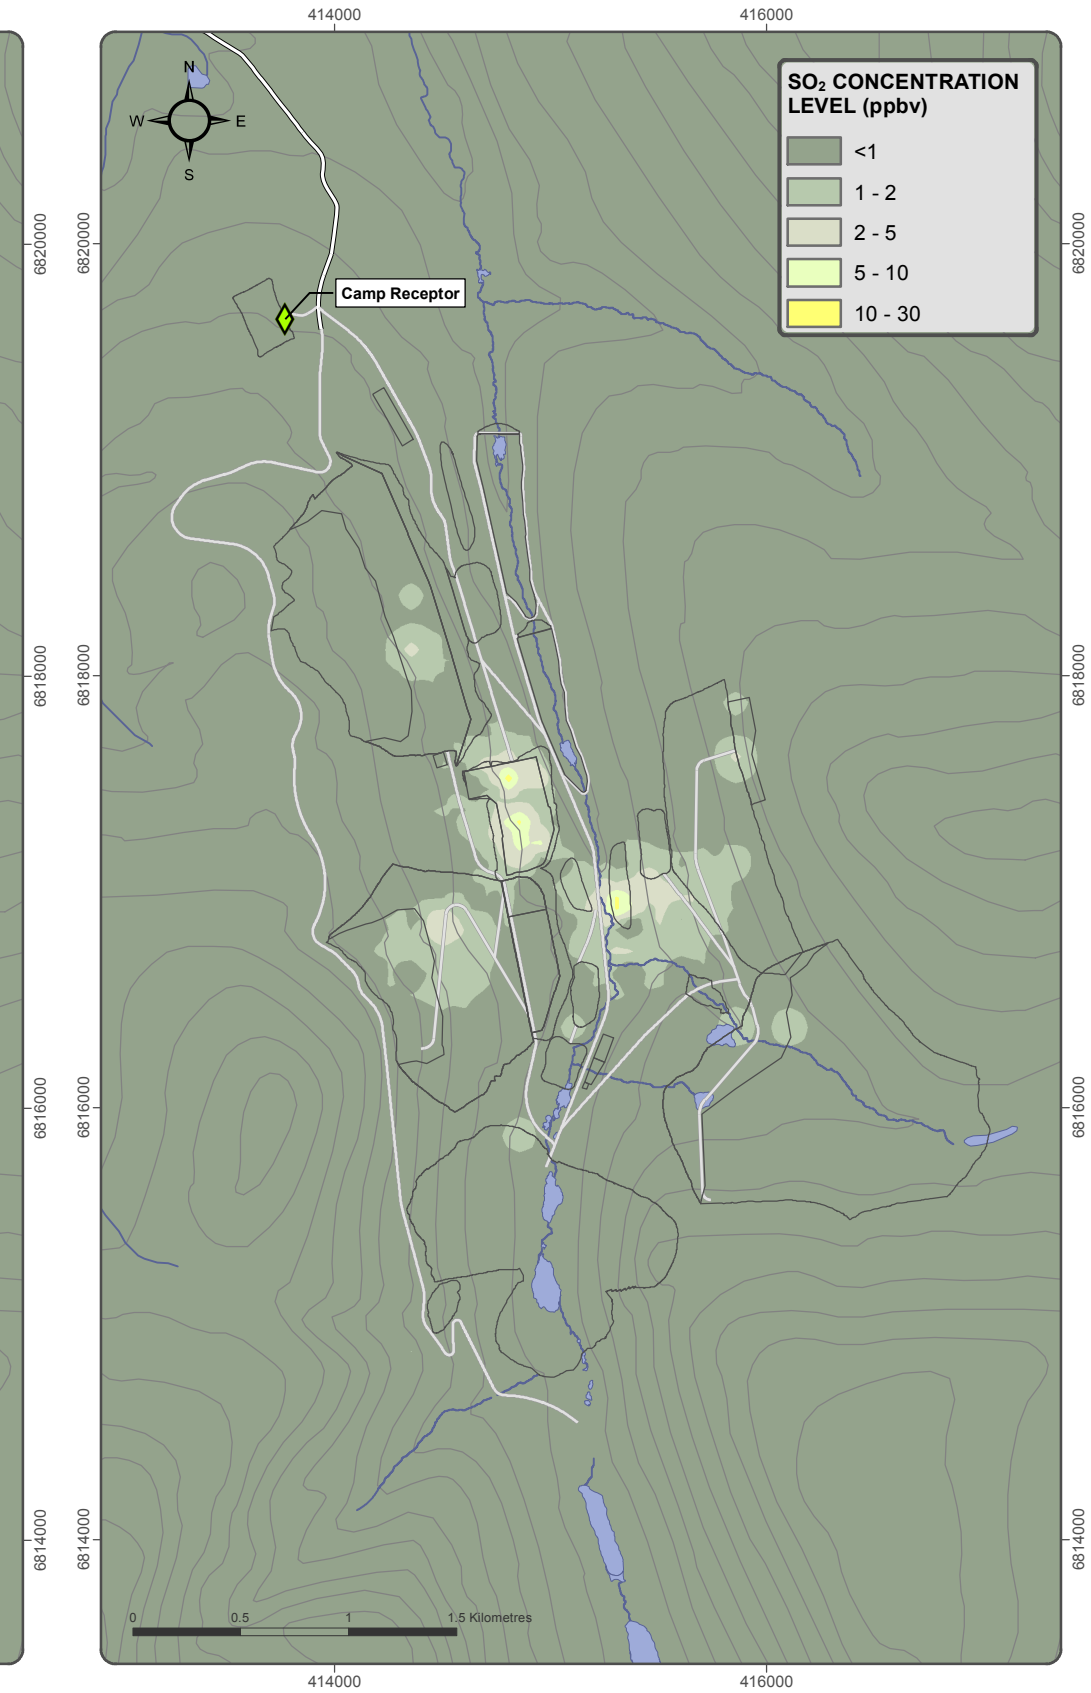 414000
416000
SO₂ CONCENTRATION
LEVEL (ppbv)
<1
1 - 2
2 - 5
5 - 10
10 - 30
N
W
E
S
Camp Receptor
6820000
6820000
6820000
6818000
6818000
6818000
6816000
6816000
6816000
6814000
6814000
6814000
0
0.5
1
1.5 Kilometres
414000
416000